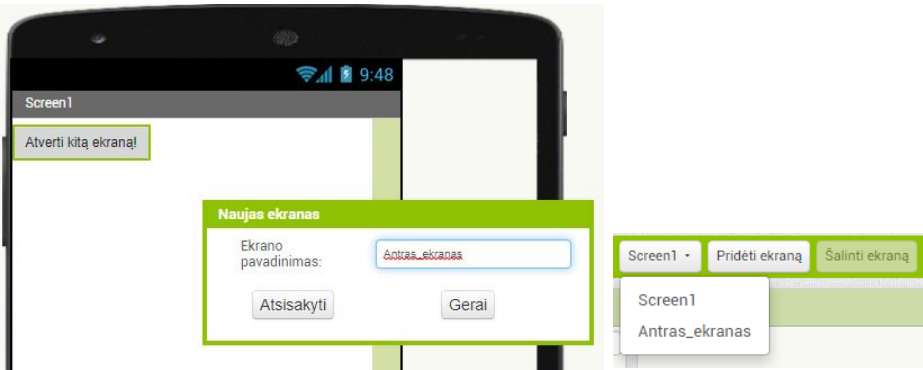 9:48
Screen1
Atverti kitą ekraną!
Naujas ekranas
Ekrano
pavadinimas:
Antras_ekranas
Atsisakyti
Gerai
Screen1
Pridėti ekraną
Šalinti ekraną
Screen1
Antras_ekranas